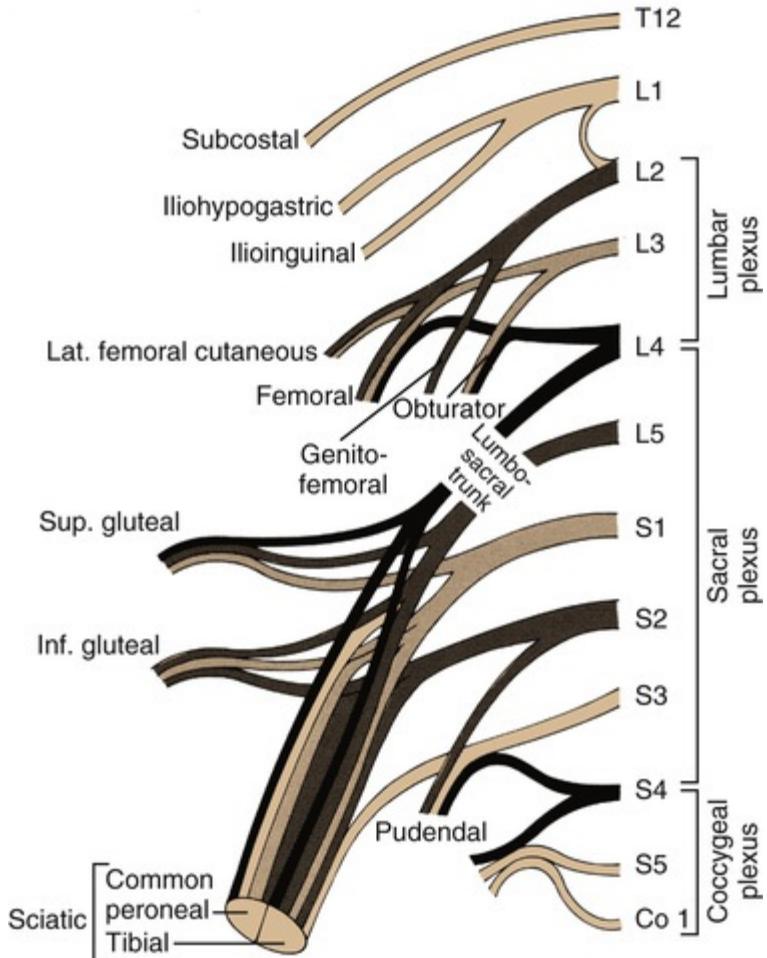 T12
L1
Subcostal
L2
Iliohypogastric
Ilioinguinal
L3
Lumbar
plexus
Lat. femoral cutaneous
L4
Femoral
Obturator
Genito-
femoral
L5
Lumbo-
sacral
trunk
Sup. gluteal
S1
Sacral
plexus
Inf. gluteal
S2
S3
S4
Pudendal
S5
Co 1
Coccygeal
plexus
Sciatic
Common
peroneal
Tibial